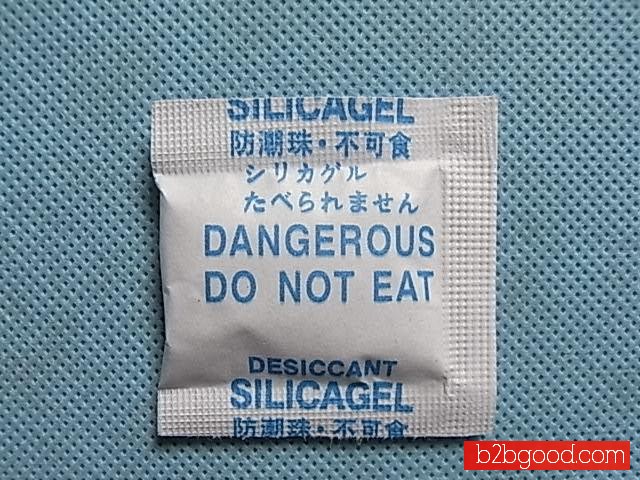 SILICAGEL
防潮珠·不可食
シリカゲル
たべられません
DANGEROUS
DO NOT EAT
DESICCANT
SILICAGEL
防潮珠·不可食
b2bgood.com